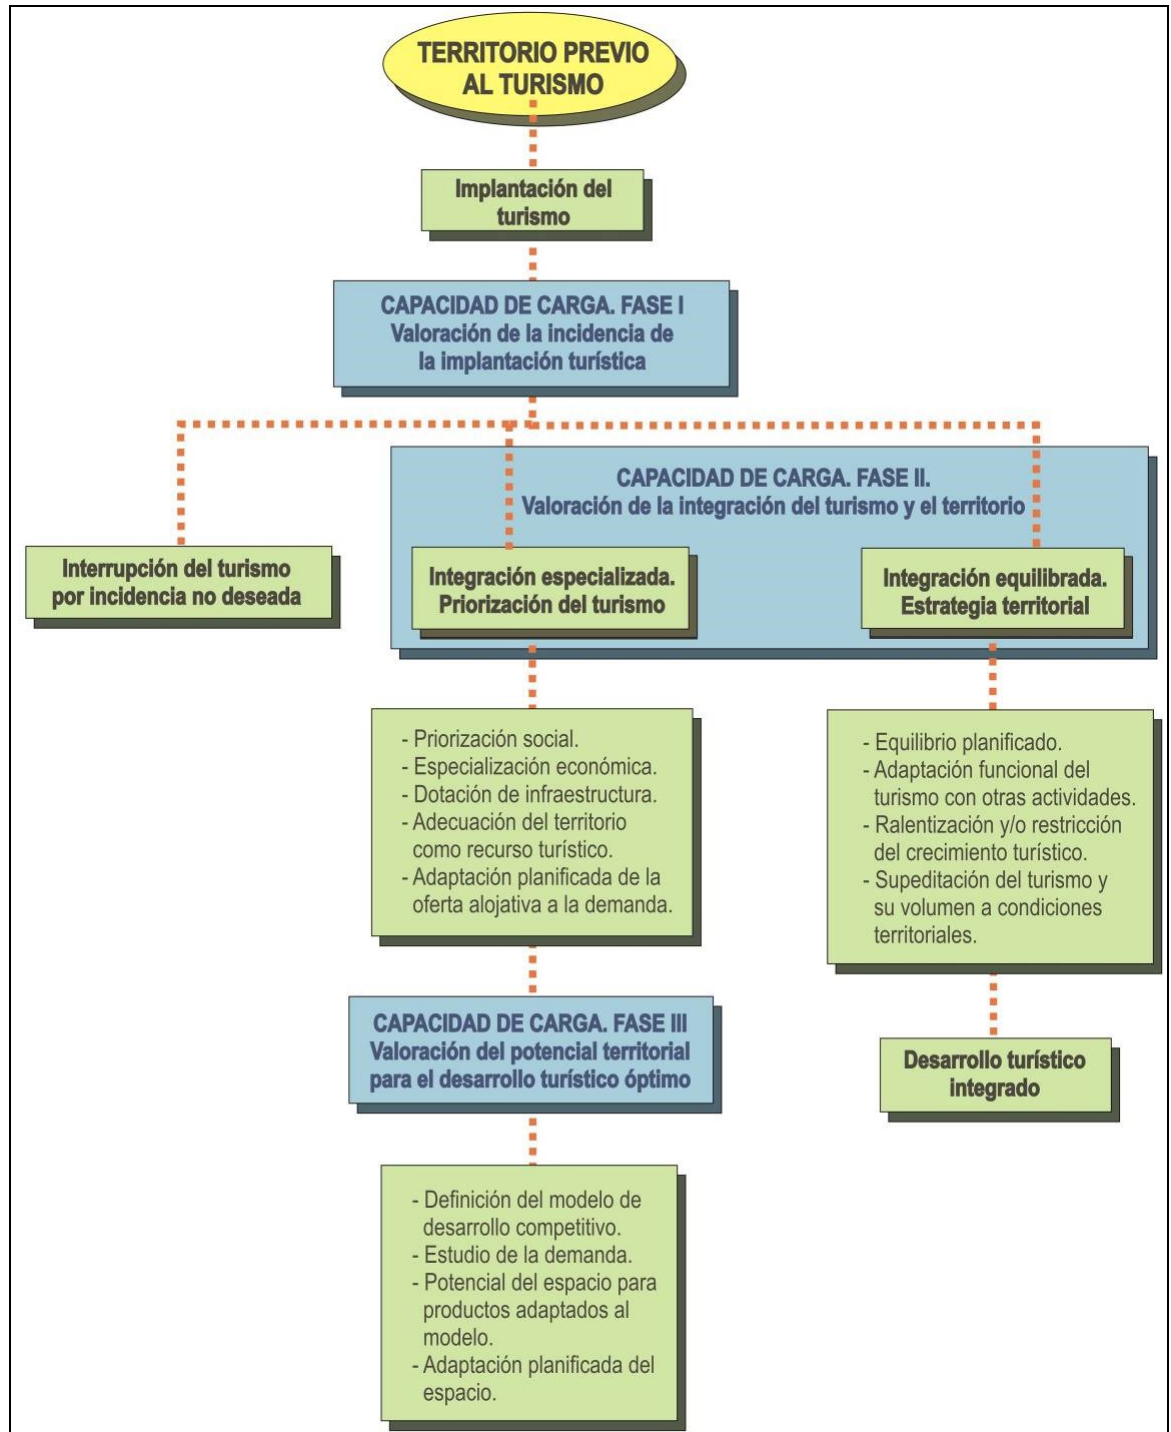 TERRITORIO PREVIO
AL TURISMO
Implantación del
turismo
CAPACIDAD DE CARGA. FASE I
Valoración de la incidencia de
la implantación turística
CAPACIDAD DE CARGA. FASE II.
Valoración de la integración del turismo y el territorio
Interrupción del turismo
por incidencia no deseada
Integración especializada.
Priorización del turismo
Integración equilibrada.
Estrategia territorial
- Priorización social.
- Especialización económica.
- Dotación de infraestructura.
- Adecuación del territorio
como recurso turístico.
- Adaptación planificada de la
oferta alojativa a la demanda.
- Equilibrio planificado.
- Adaptación funcional del
turismo con otras actividades.
- Ralentización y/o restricción
del crecimiento turístico.
- Supeditación del turismo y
su volumen a condiciones
territoriales.
CAPACIDAD DE CARGA. FASE III
Valoración del potencial territorial
para el desarrollo turístico óptimo
Desarrollo turístico
integrado
- Definición del modelo de
desarrollo competitivo.
- Estudio de la demanda.
- Potencial del espacio para
productos adaptados al
modelo.
- Adaptación planificada del
espacio.